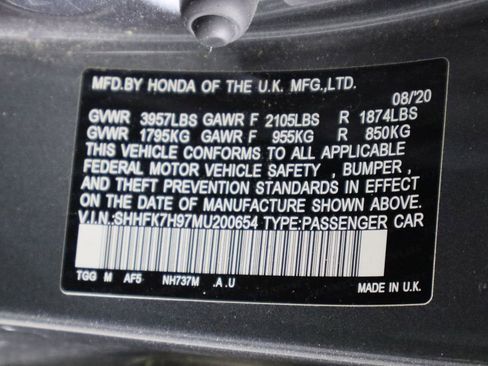 MFD.BY HONDA OF THE U.K. MFG.,LTD.
08/'20
GVWR 3957LBS GAWR F 2105LBS R 1874LBS
GVWR 1795KG GAWR F 955KG R 850KG
THIS VEHICLE CONFORMS TO ALL APPLICABLE
FEDERAL MOTOR VEHICLE SAFETY , BUMPER ,
AND THEFT PREVENTION STANDARDS IN EFFECT
ON THE DATE OF MANUFACTURE SHOWN ABOVE.
V.I.N.:SHHFK7H97MU200654 TYPE:PASSENGER CAR
TGG M AF5 NH737M .A .U
MADE IN U.K.